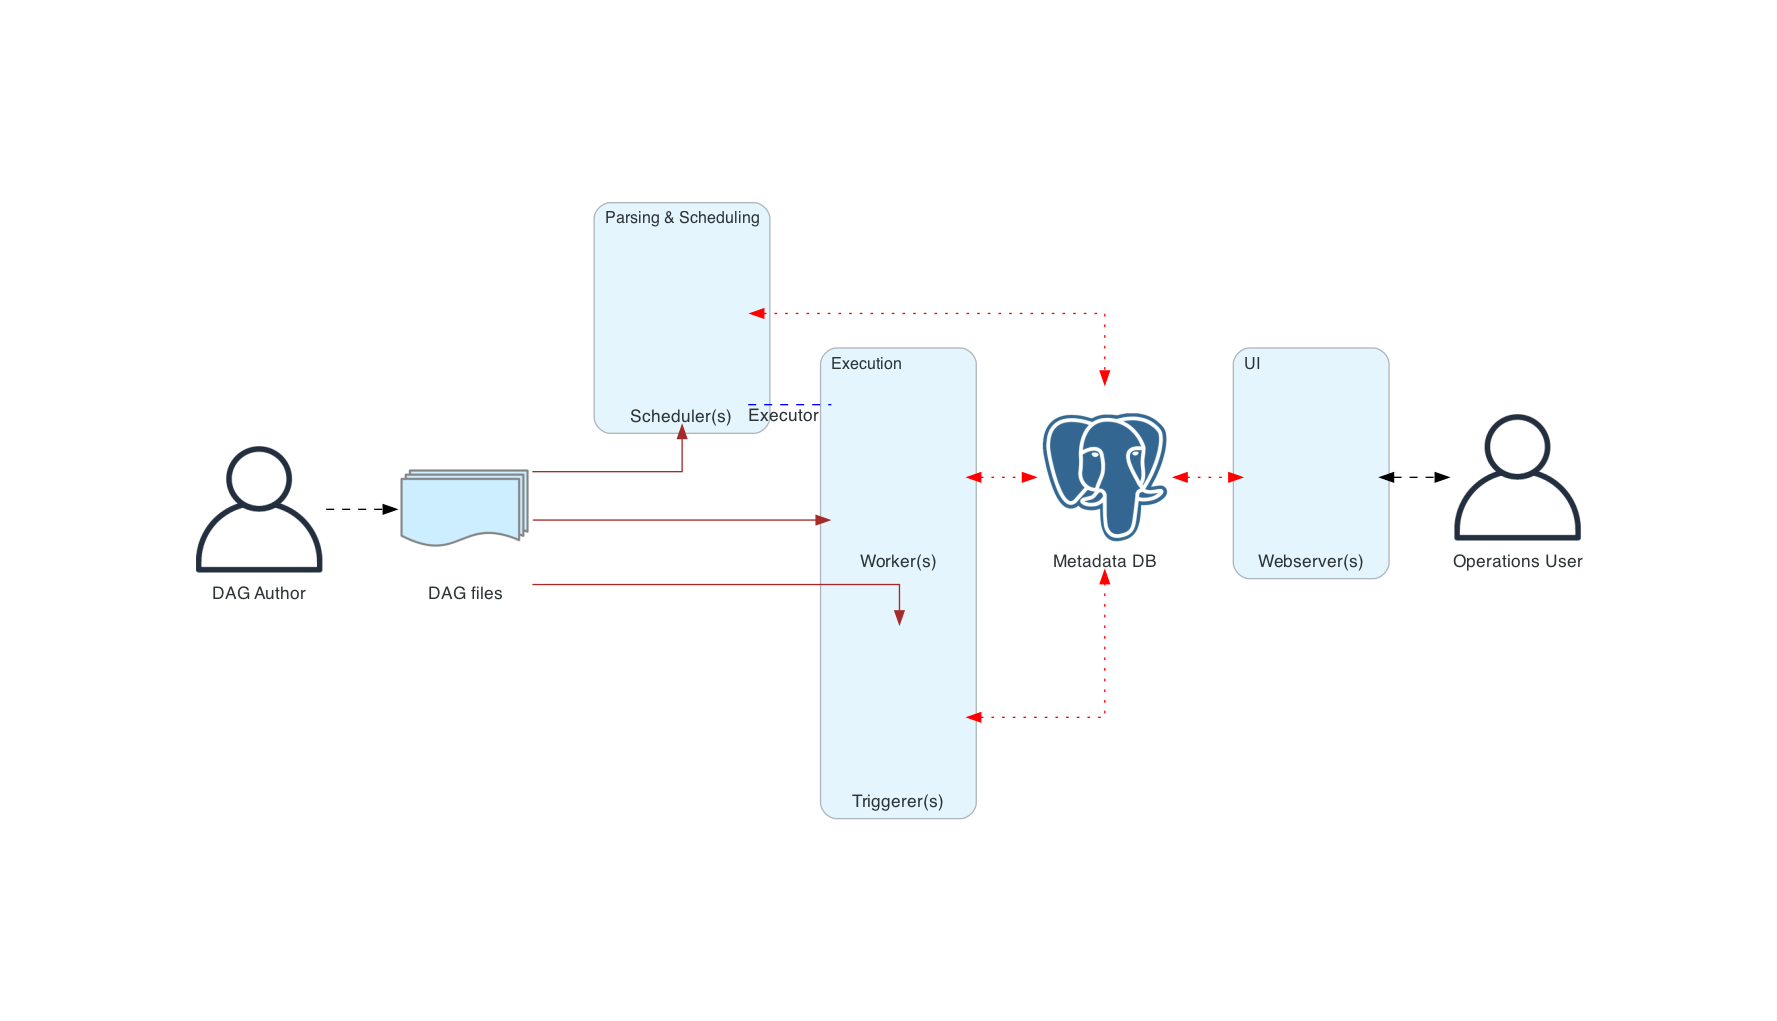 Parsing & Scheduling
Scheduler(s)
Executor
Execution
Worker(s)
Triggerer(s)
UI
Webserver(s)
Metadata DB
Operations User
DAG Author
DAG files